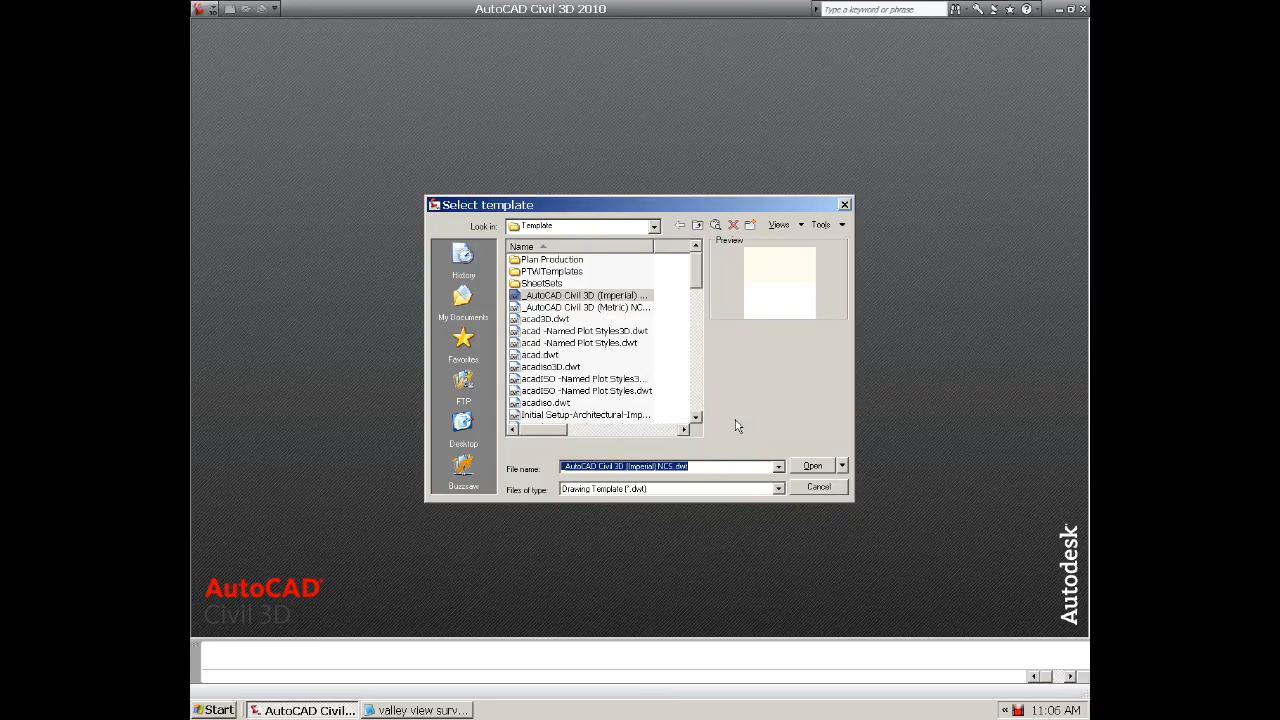 AutoCAD Civil 3D 2010
Type a keyword or phrase
Select template
Look in:
Template
Views
Tools
Name
Preview
Plan Production
PTWTemplates
SheetSets
_AutoCAD Civil 3D (Imperial) ...
_AutoCAD Civil 3D (Metric) NC...
acad3D.dwt
acad -Named Plot Styles3D.dwt
acad -Named Plot Styles.dwt
acad.dwt
acadiso3D.dwt
acadISO -Named Plot Styles3...
acadISO -Named Plot Styles.dwt
acadiso.dwt
Initial Setup-Architectural-Imp...
History
My Documents
Favorites
FTP
Desktop
Buzzsaw
File name:
_AutoCAD Civil 3D (Imperial) NCS.dwt
Open
Files of type:
Drawing Template (*.dwt)
Cancel
AutoCAD®
Civil 3D
Autodesk®
Start
AutoCAD Civil...
valley view surv...
«
11:06 AM